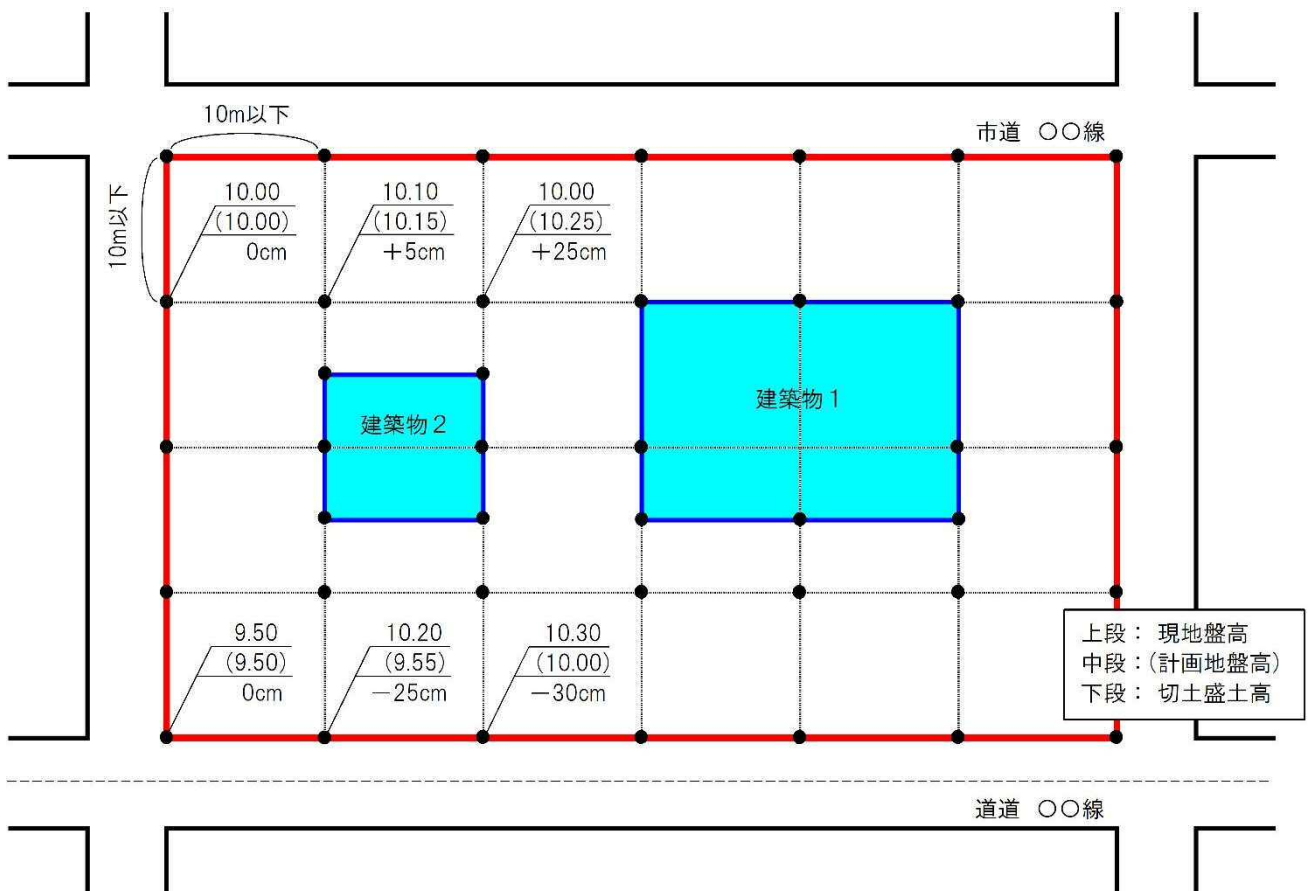 10m以下
市道 〇〇線
10m以下
10.00
(10.00)
0cm
10.10
(10.15)
+5cm
10.00
(10.25)
+25cm
建築物1
建築物2
9.50
(9.50)
0cm
10.20
(9.55)
-25cm
10.30
(10.00)
-30cm
上段: 現地盤高
中段:(計画地盤高)
下段: 切土盛土高
道道 〇〇線